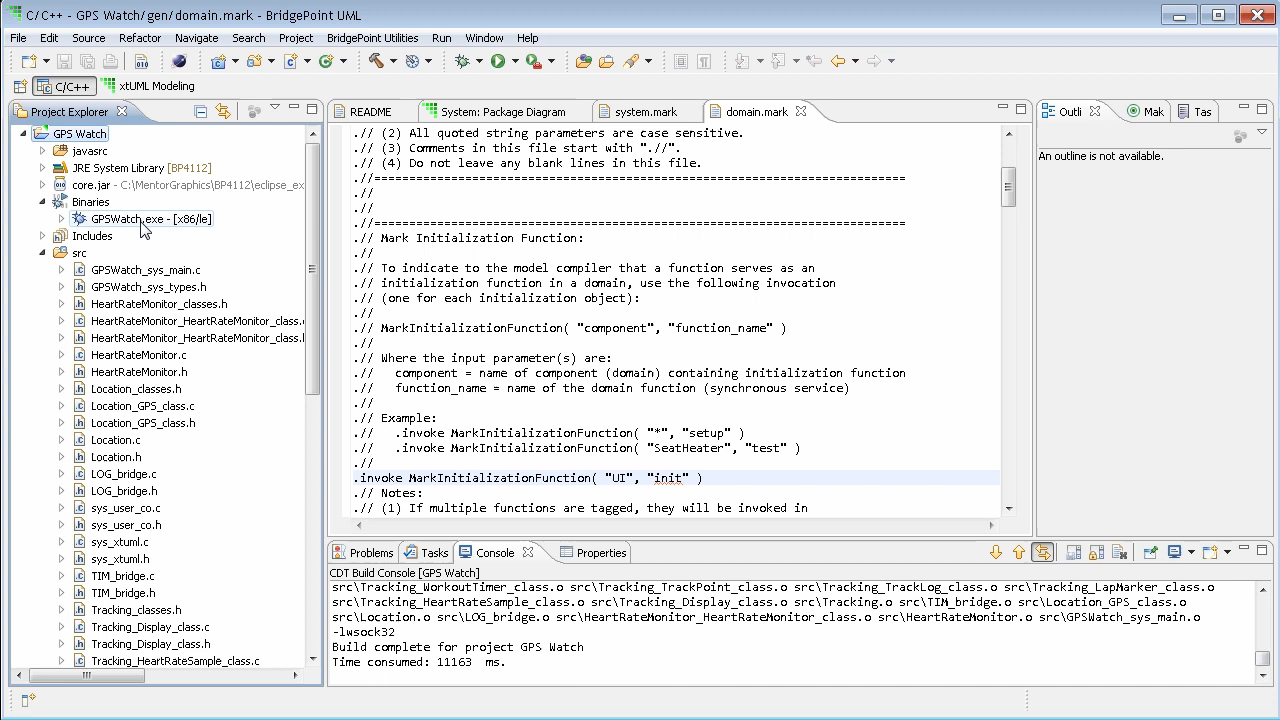 C/C++ - GPS Watch/gen/domain.mark - BridgePoint UML
File Edit Source Refactor Navigate Search Project BridgePoint Utilities Run Window Help
C/C++ xtUML Modeling
Project Explorer
GPS Watch
javasrc
JRE System Library [BP4112]
core.jar - C:\MentorGraphics\BP4112\eclipse_ex
Binaries
GPSWatch.exe - [x86/le]
Includes
src
GPSWatch_sys_main.c
GPSWatch_sys_types.h
HeartRateMonitor_classes.h
HeartRateMonitor_HeartRateMonitor_class.
HeartRateMonitor_HeartRateMonitor_class.
HeartRateMonitor.c
HeartRateMonitor.h
Location_classes.h
Location_GPS_class.c
Location_GPS_class.h
Location.c
Location.h
LOG_bridge.c
LOG_bridge.h
sys_user_co.c
sys_user_co.h
sys_xtuml.c
sys_xtuml.h
TIM_bridge.c
TIM_bridge.h
Tracking_classes.h
Tracking_Display_class.c
Tracking_Display_class.h
Tracking_HeartRateSample_class.c
README System: Package Diagram system.mark domain.mark
.// (2) All quoted string parameters are case sensitive.
.// (3) Comments in this file start with ".//".
.// (4) Do not leave any blank lines in this file.
.//=======================================================================
.//
.//
.//=======================================================================
.// Mark Initialization Function:
.//
.// To indicate to the model compiler that a function serves as an
.// initialization function in a domain, use the following invocation
.// (one for each initialization object):
.//
.// MarkInitializationFunction( "component", "function_name" )
.//
.// Where the input parameter(s) are:
.//   component = name of component (domain) containing initialization function
.//   function_name = name of the domain function (synchronous service)
.//
.// Example:
.//   .invoke MarkInitializationFunction( "*", "setup" )
.//   .invoke MarkInitializationFunction( "SeatHeater", "test" )
.//
.invoke MarkInitializationFunction( "UI", "init" )
.// Notes:
.// (1) If multiple functions are tagged, they will be invoked in
Outli Mak Tas
An outline is not available.
Problems Tasks Console Properties
CDT Build Console [GPS Watch]
src\Tracking_WorkoutTimer_class.o src\Tracking_TrackPoint_class.o src\Tracking_TrackLog_class.o src\Tracking_LapMarker_class.o
src\Tracking_HeartRateSample_class.o src\Tracking_Display_class.o src\Tracking.o src\TIM_bridge.o src\Location_GPS_class.o
src\Location.o src\LOG_bridge.o src\HeartRateMonitor_HeartRateMonitor_class.o src\HeartRateMonitor.o src\GPSWatch_sys_main.o
-lwsock32
Build complete for project GPS Watch
Time consumed: 11163  ms.